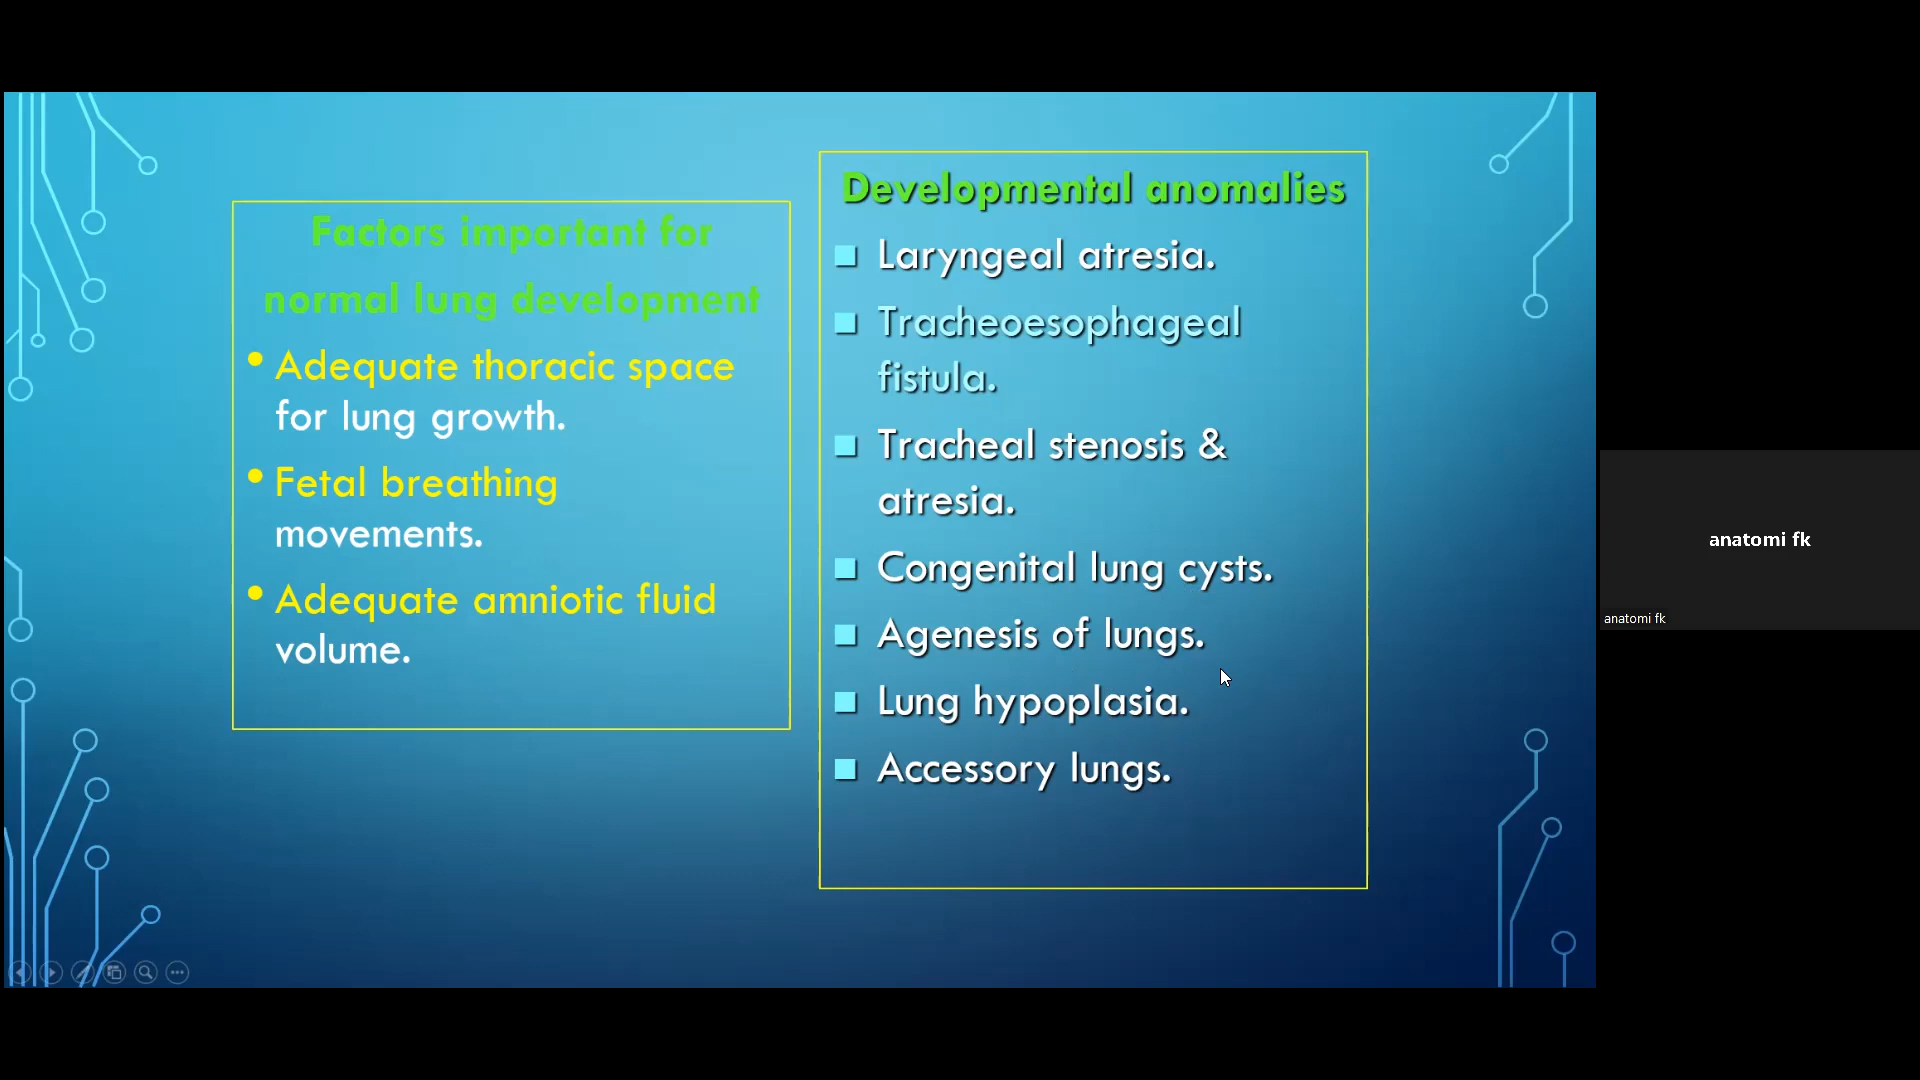 Factors important for
normal lung development
• Adequate thoracic space
for lung growth.
• Fetal breathing
movements.
• Adequate amniotic fluid
volume.
Developmental anomalies
■ Laryngeal atresia.
■ Tracheoesophageal
fistula.
■ Tracheal stenosis &
atresia.
■ Congenital lung cysts.
■ Agenesis of lungs.
■ Lung hypoplasia.
■ Accessory lungs.
anatomi fk
anatomi fk